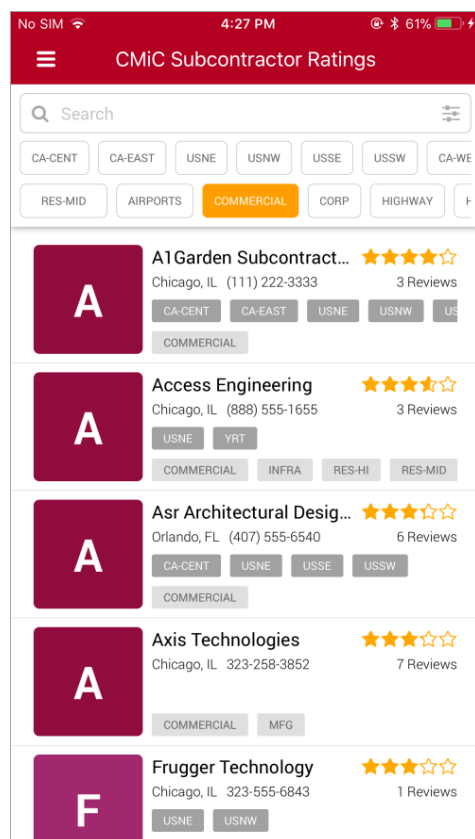 No SIM 4:27 PM 61%
CMiC Subcontractor Ratings
Search
CA-CENT CA-EAST USNE USNW USSE USSW CA-WE
RES-MID AIRPORTS COMMERCIAL CORP HIGHWAY
A A1Garden Subcontract...
Chicago, IL (111) 222-3333 3 Reviews
CA-CENT CA-EAST USNE USNW US
COMMERCIAL
A Access Engineering
Chicago, IL (888) 555-1655 3 Reviews
USNE YRT
COMMERCIAL INFRA RES-HI RES-MID
A Asr Architectural Desig...
Orlando, FL (407) 555-6540 6 Reviews
CA-CENT USNE USSE USSW
COMMERCIAL
A Axis Technologies
Chicago, IL 323-258-3852 7 Reviews
COMMERCIAL MFG
F Frugger Technology
Chicago, IL 323-555-6843 1 Reviews
USNE USNW